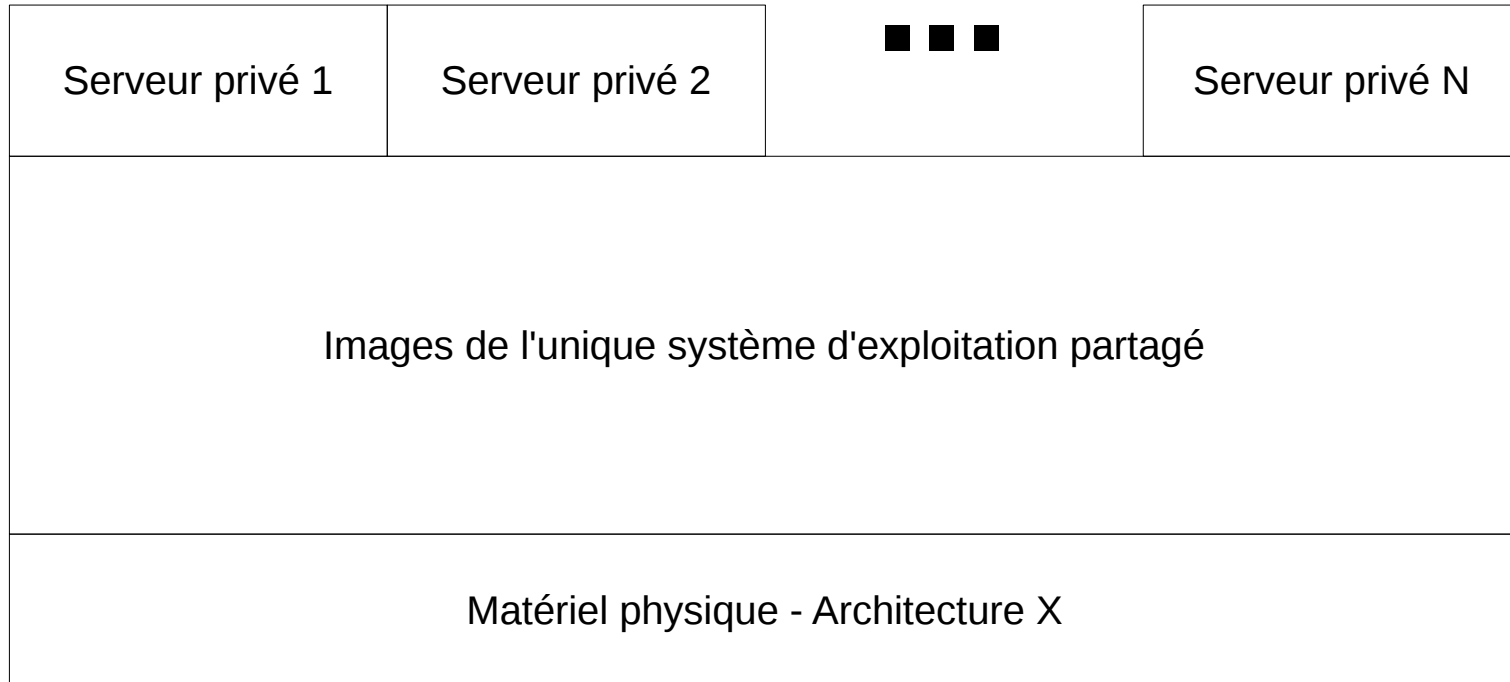 Serveur privé 1
Serveur privé 2
Serveur privé N
Images de l'unique système d'exploitation partagé
Matériel physique - Architecture X